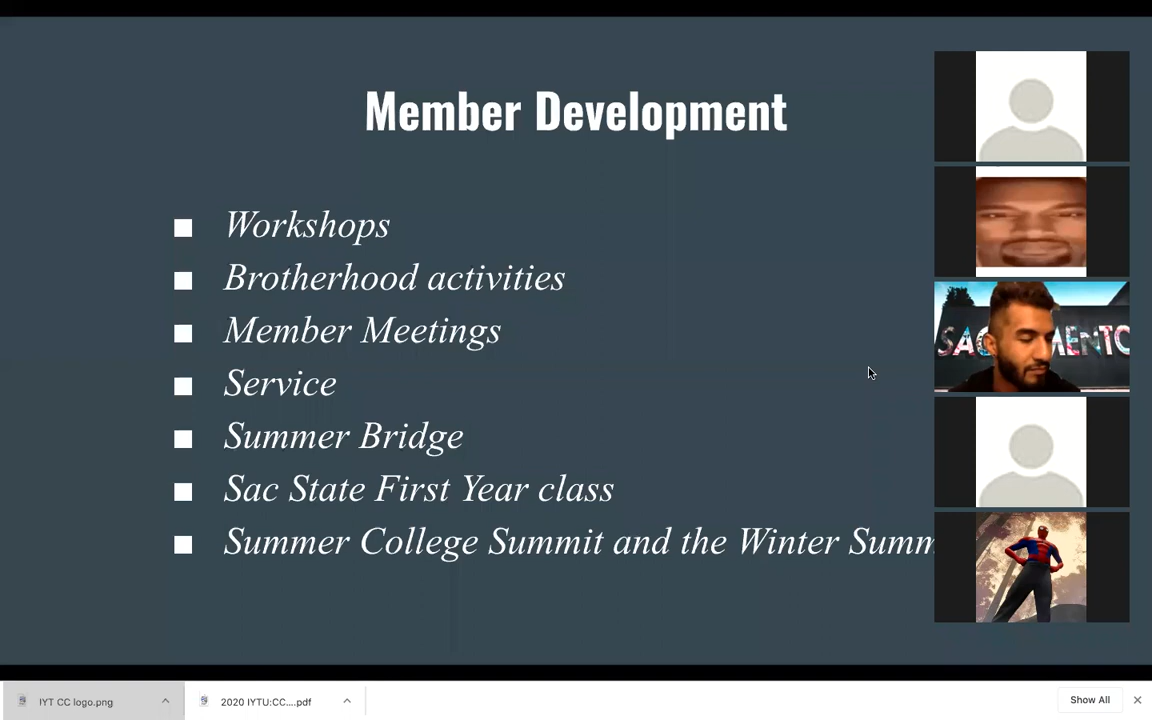 Member Development
Workshops
Brotherhood activities
Member Meetings
Service
Summer Bridge
Sac State First Year class
Summer College Summit and the Winter Summ
SACRAMENTO
IYT CC logo.png
2020 IYTU:CC....pdf
Show All